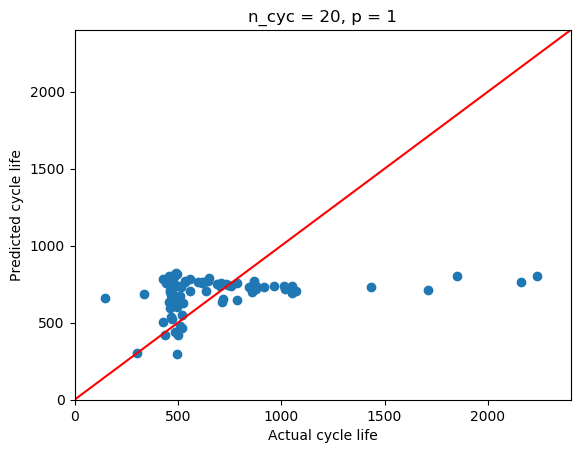 n_cyc = 20, p = 1
Predicted cycle life
2000
1500
1000
500
0
0 500 1000 1500 2000
Actual cycle life